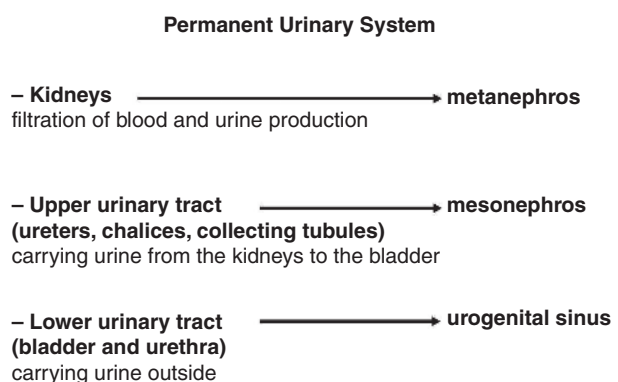 Permanent Urinary System
– Kidneys metanephros
filtration of blood and urine production
– Upper urinary tract mesonephros
(ureters, chalices, collecting tubules)
carrying urine from the kidneys to the bladder
– Lower urinary tract urogenital sinus
(bladder and urethra)
carrying urine outside